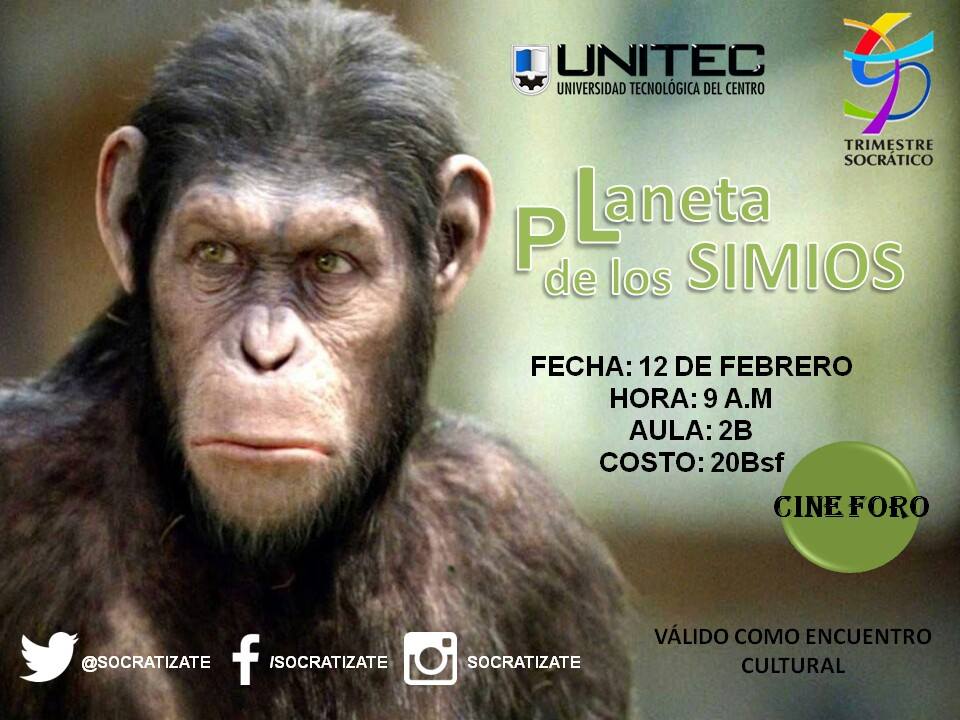 UNITEC
UNIVERSIDAD TECNOLÓGICA DEL CENTRO
TRIMESTRE
SOCRÁTICO
PLaneta
de los SIMIOS
FECHA: 12 DE FEBRERO
HORA: 9 A.M
AULA: 2B
COSTO: 20Bsf
CINE FORO
VÁLIDO COMO ENCUENTRO
CULTURAL
@SOCRATIZATE
/SOCRATIZATE
SOCRATIZATE